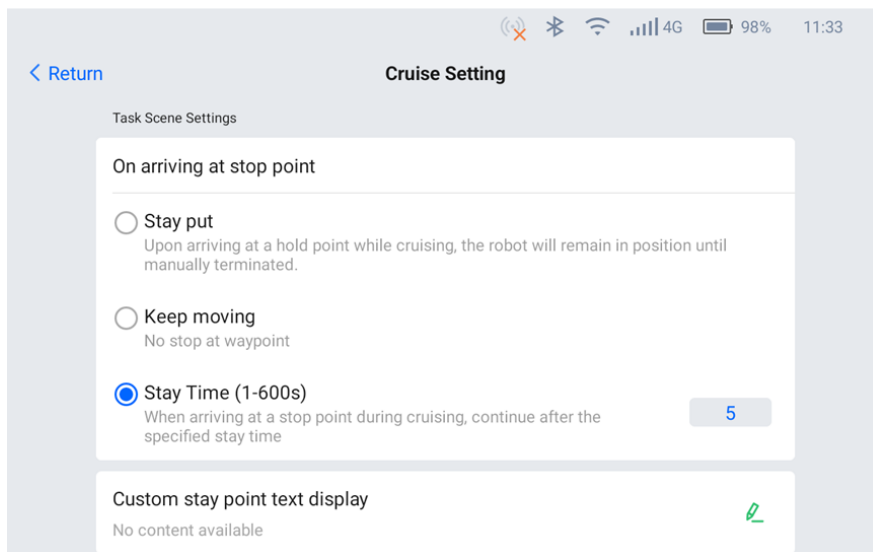 4G 98% 11:33
Return Cruise Setting
Task Scene Settings
On arriving at stop point
Stay put
Upon arriving at a hold point while cruising, the robot will remain in position until
manually terminated.
Keep moving
No stop at waypoint
Stay Time (1-600s)
When arriving at a stop point during cruising, continue after the
specified stay time
5
Custom stay point text display
No content available